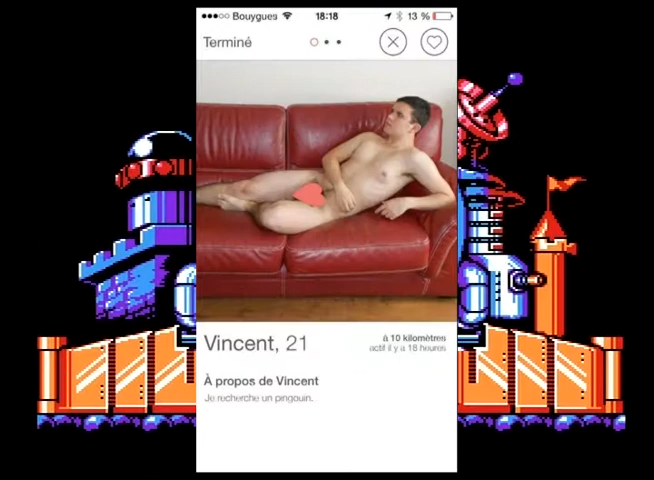 Bouygues 18:18 13 %
Terminé
Vincent, 21
à 10 kilomètres
actif il y a 18 heures
À propos de Vincent
Je recherche un pingouin.